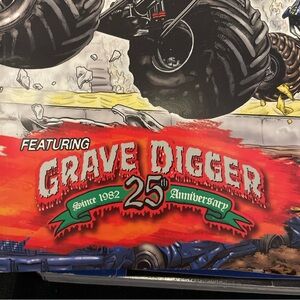 FEATURING
GRAVE DIGGER
Since 1982 25th Anniversary